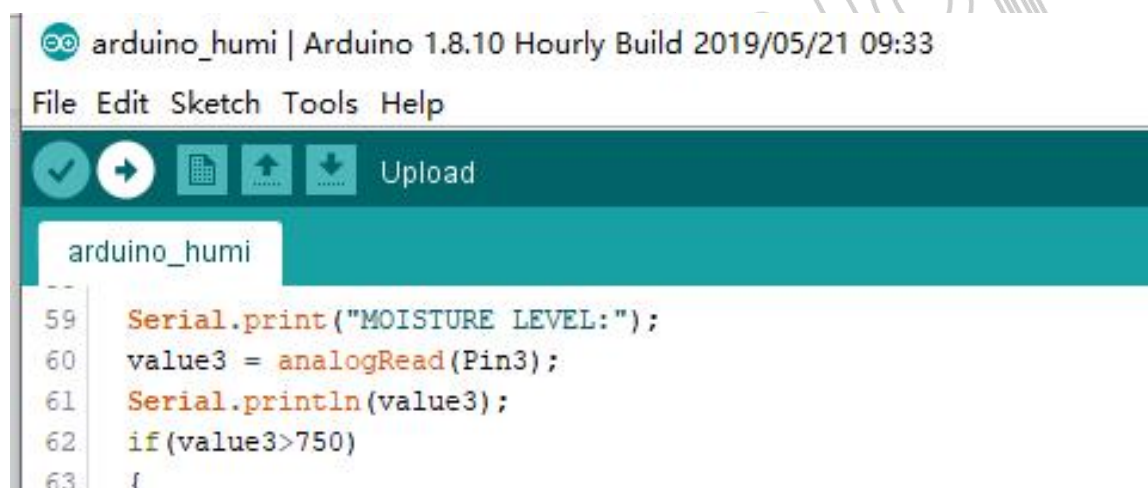 arduino_humi | Arduino 1.8.10 Hourly Build 2019/05/21 09:33
File Edit Sketch Tools Help
Upload
arduino_humi
59 Serial.print("MOISTURE LEVEL:");
60 value3 = analogRead(Pin3);
61 Serial.println(value3);
62 if(value3>750)
63 {